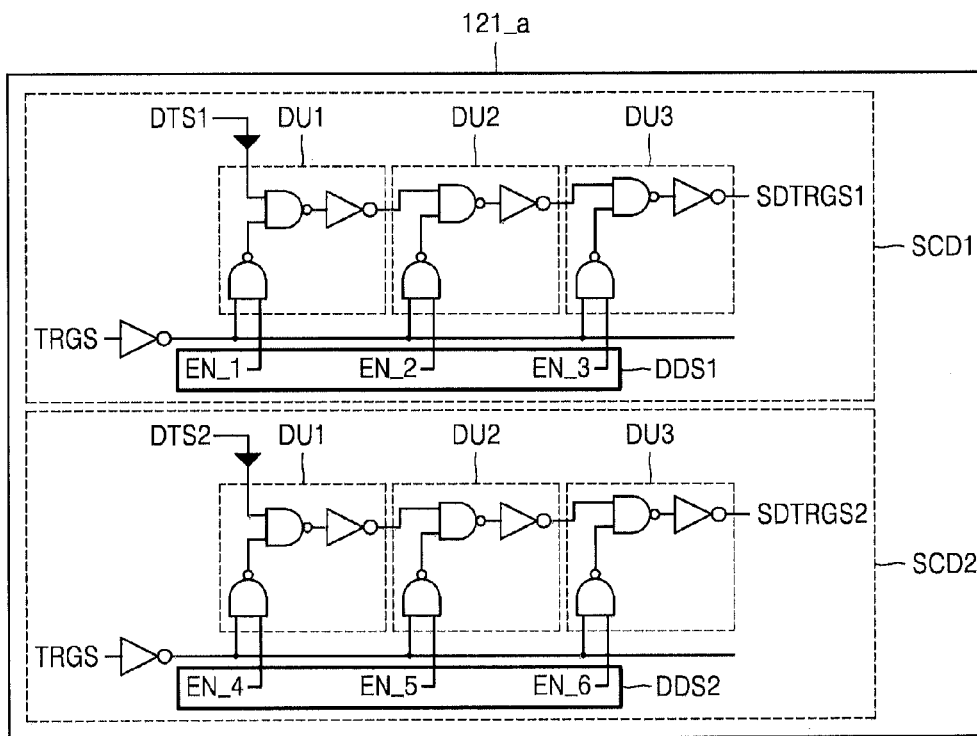 121_a
DTS1
DU1
DU2
DU3
SDTRGS1
SCD1
TRGS
EN_1
EN_2
EN_3
DDS1
DTS2
DU1
DU2
DU3
SDTRGS2
SCD2
TRGS
EN_4
EN_5
EN_6
DDS2